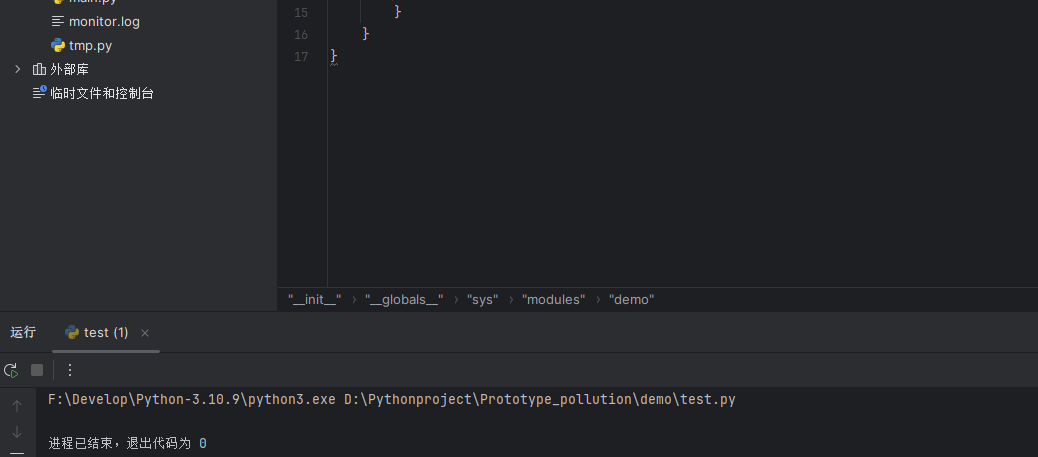 main.py
monitor.log
tmp.py
外部库
临时文件和控制台
15 }
16 }
17 }
"__init__" › "__globals__" › "sys" › "modules" › "demo"
运行 test (1) ×
F:\Develop\Python-3.10.9\python3.exe D:\Pythonproject\Prototype_pollution\demo\test.py
进程已结束，退出代码为 0